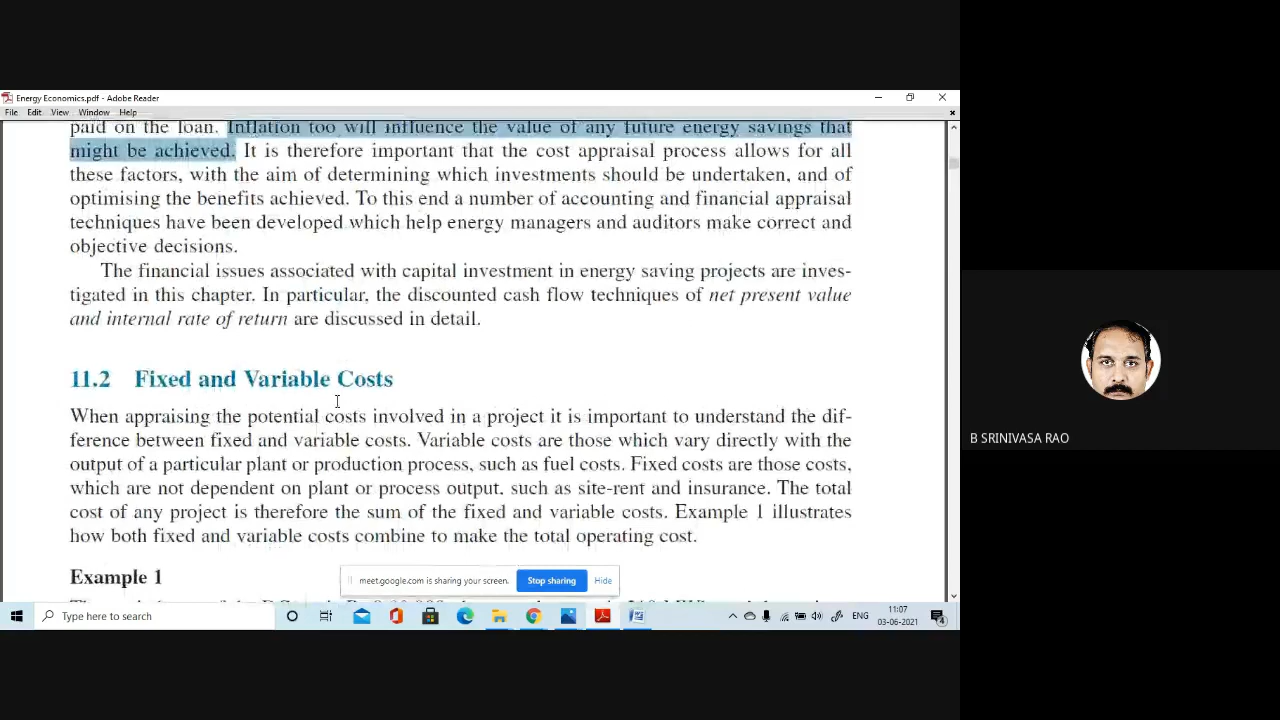 Energy Economics.pdf - Adobe Reader
File Edit View Window Help
paid on the loan. Inflation too will influence the value of any future energy savings that
might be achieved. It is therefore important that the cost appraisal process allows for all
these factors, with the aim of determining which investments should be undertaken, and of
optimising the benefits achieved. To this end a number of accounting and financial appraisal
techniques have been developed which help energy managers and auditors make correct and
objective decisions.
The financial issues associated with capital investment in energy saving projects are inves-
tigated in this chapter. In particular, the discounted cash flow techniques of net present value
and internal rate of return are discussed in detail.
11.2 Fixed and Variable Costs
When appraising the potential costs involved in a project it is important to understand the dif-
ference between fixed and variable costs. Variable costs are those which vary directly with the
output of a particular plant or production process, such as fuel costs. Fixed costs are those costs,
which are not dependent on plant or process output, such as site-rent and insurance. The total
cost of any project is therefore the sum of the fixed and variable costs. Example 1 illustrates
how both fixed and variable costs combine to make the total operating cost.
Example 1
meet.google.com is sharing your screen.
Stop sharing
Hide
Type here to search
ENG
11:07
03-06-2021
4
B SRINIVASA RAO